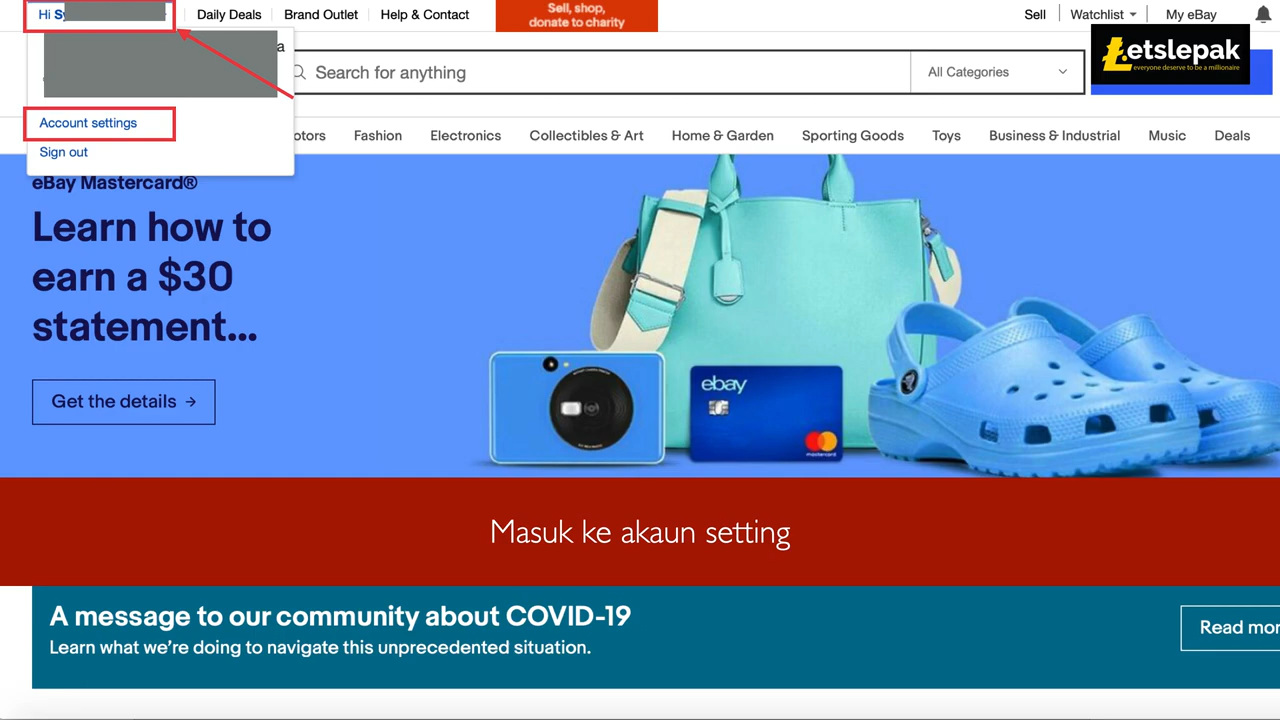 Hi Sy
Daily Deals
Brand Outlet
Help & Contact
Sell, shop,
donate to charity
Sell
Watchlist
My eBay
a
Search for anything
All Categories
Letslepak
everyone deserve to be a millionaire
Account settings
Sign out
otors
Fashion
Electronics
Collectibles & Art
Home & Garden
Sporting Goods
Toys
Business & Industrial
Music
Deals
eBay Mastercard®
Learn how to
earn a $30
statement...
Get the details →
ebay
mastercard
Masuk ke akaun setting
A message to our community about COVID-19
Learn what we're doing to navigate this unprecedented situation.
Read mor